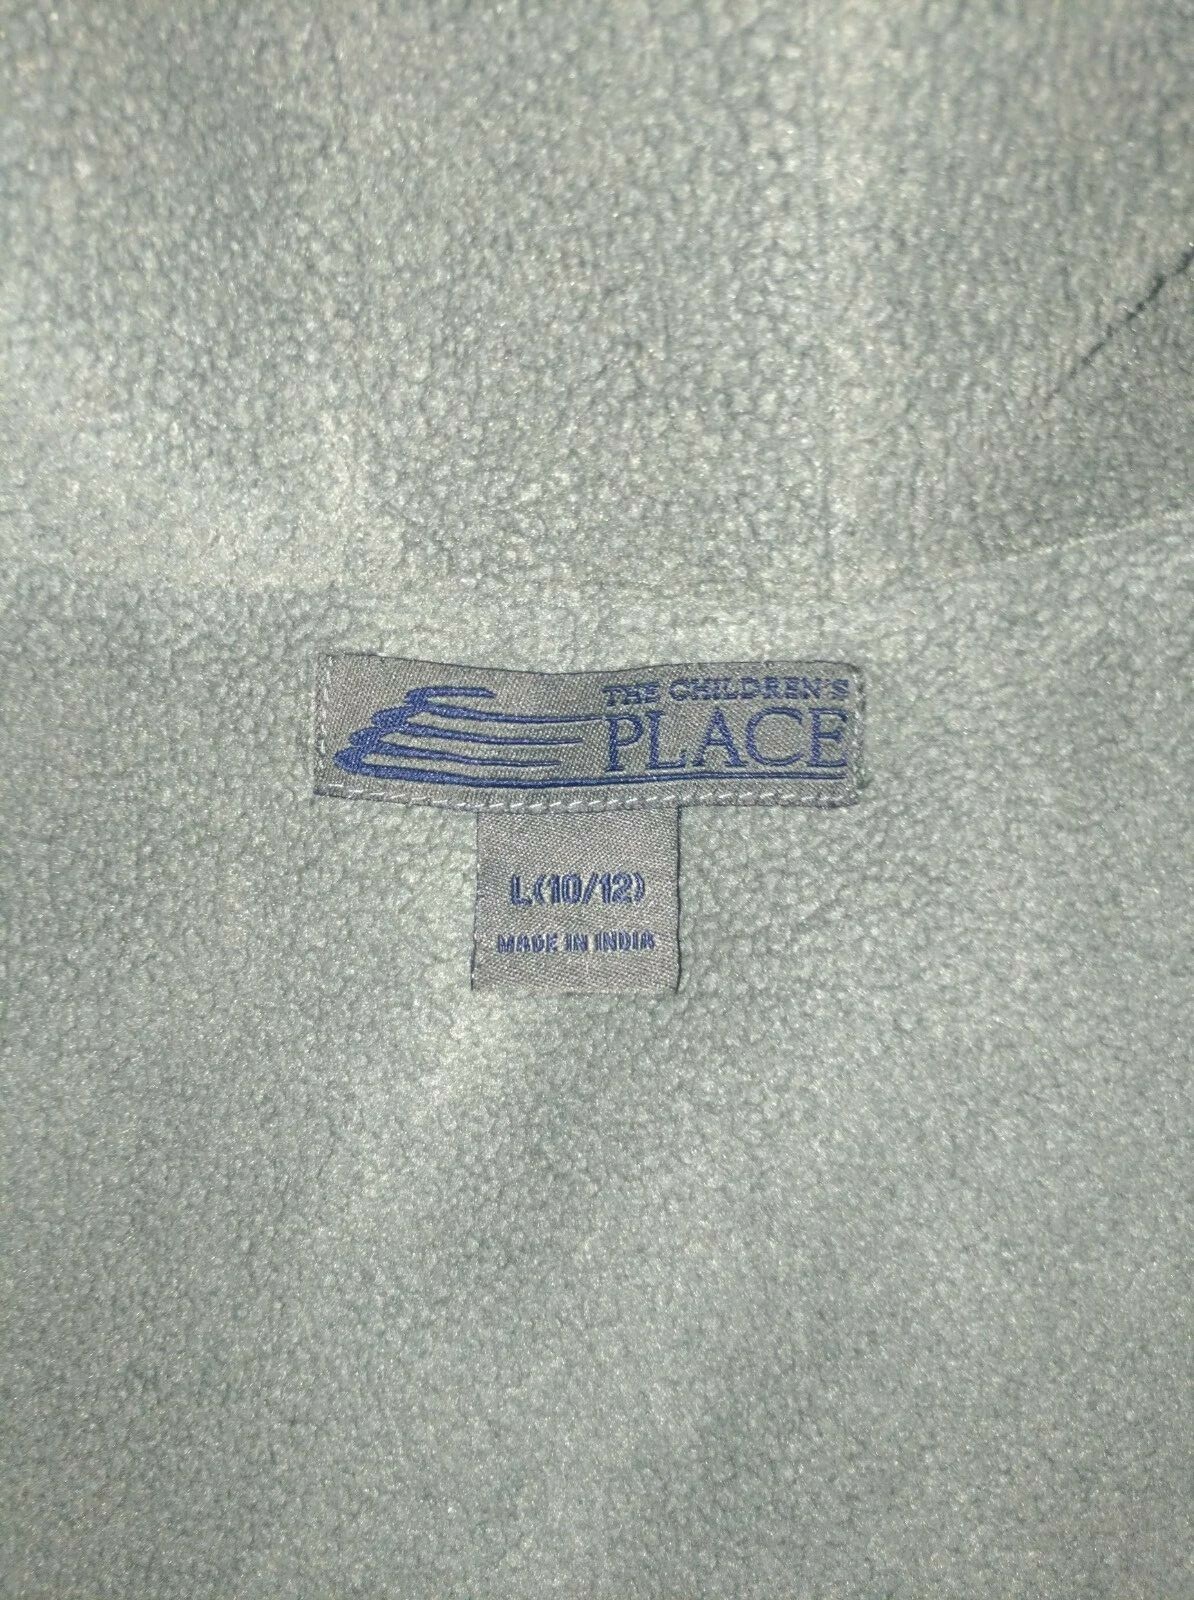 THE CHILDREN'S
PLACE
L(10/12)
MADE IN INDIA